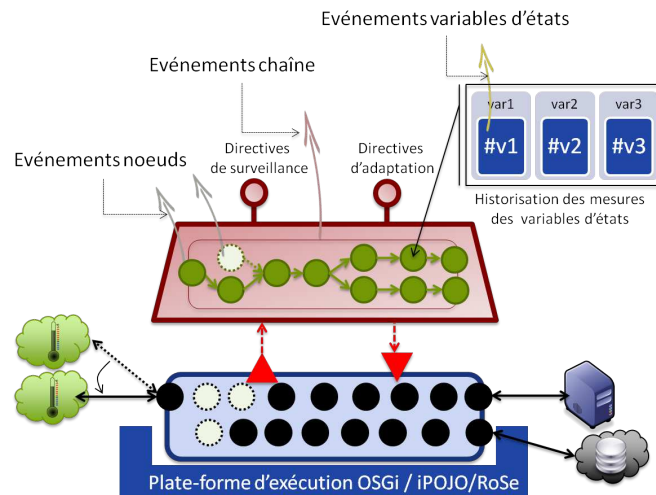 Evénements variables d'états
Evénements chaîne
Evénements noeuds
Directives
de surveillance
Directives
d'adaptation
var1
var2
var3
#v1
#v2
#v3
Historisation des mesures
des variables d'états
Plate-forme d'exécution OSGi / iPOJO/RoSe